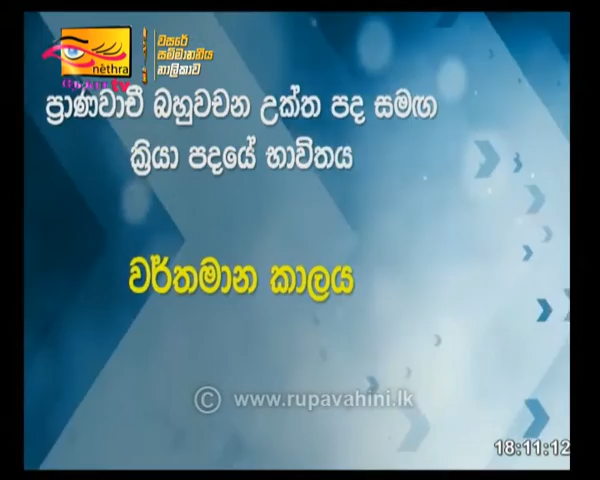 වසරේ
සම්මානනීය
නාලිකාව
nethra
tv
ප්‍රාණවාචී බහුවචන උක්ත පද සමඟ
ක්‍රියා පදයේ භාවිතය
වර්තමාන කාලය
© www.rupavahini.lk
18:11:12